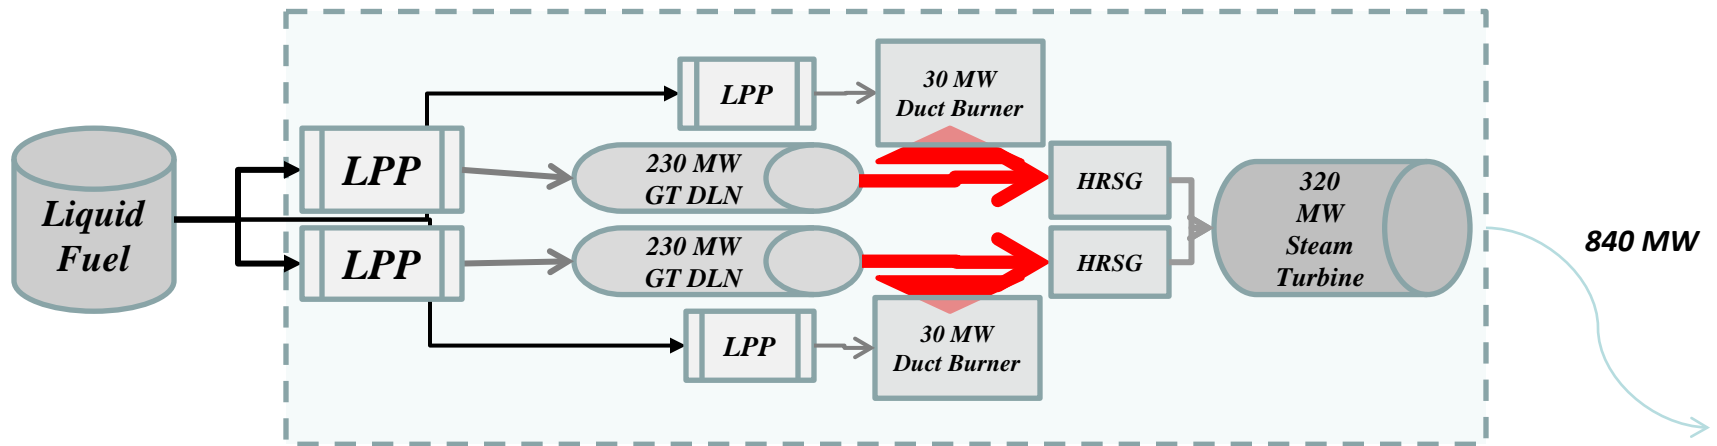 30 MW
Duct Burner
LPP
LPP
230 MW
GT DLN
HRSG
320
MW
Steam
Turbine
Liquid
Fuel
840 MW
LPP
230 MW
GT DLN
HRSG
LPP
30 MW
Duct Burner